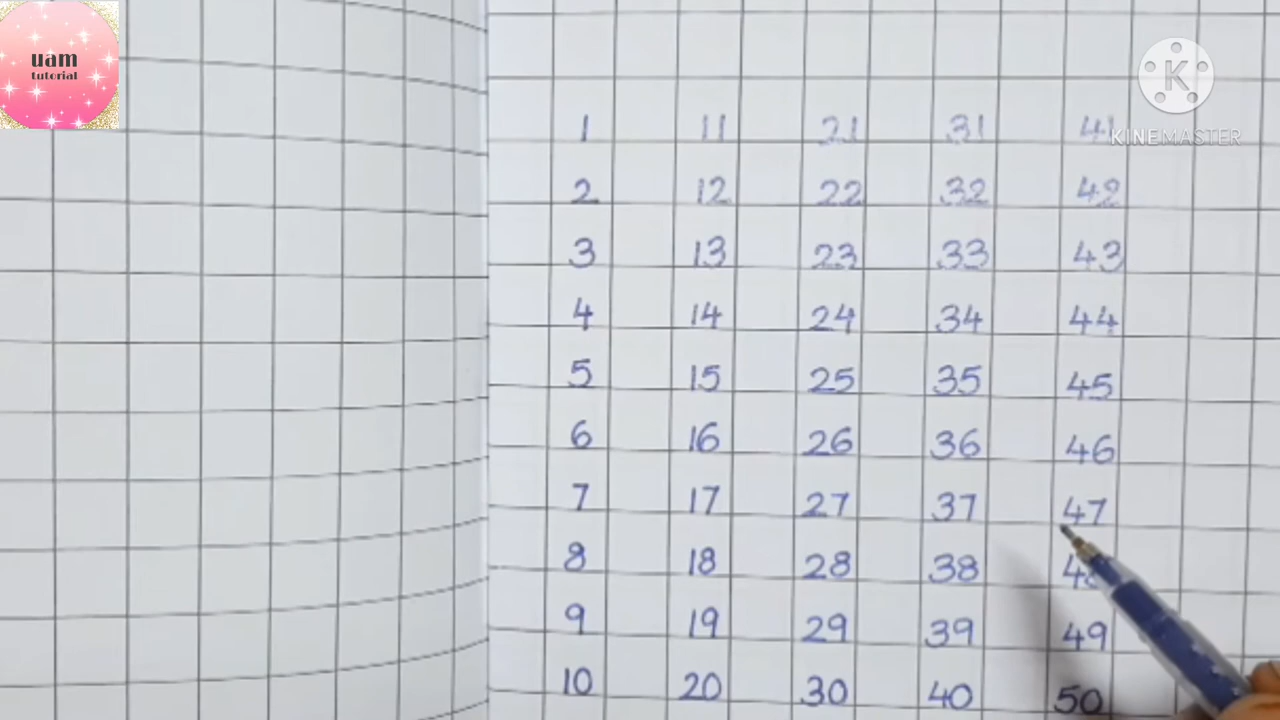 uam
tutorial
K
KINEMASTER
1 11 21 31 41
2 12 22 32 42
3 13 23 33 43
4 14 24 34 44
5 15 25 35 45
6 16 26 36 46
7 17 27 37 47
8 18 28 38 48
9 19 29 39 49
10 20 30 40 50